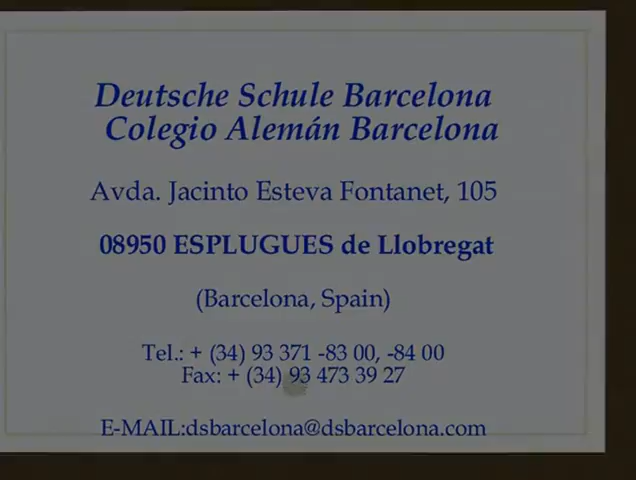 Deutsche Schule Barcelona
Colegio Alemán Barcelona
Avda. Jacinto Esteva Fontanet, 105
08950 ESPLUGUES de Llobregat
(Barcelona, Spain)
Tel.: + (34) 93 371 -83 00, -84 00
Fax: + (34) 93 473 39 27
E-MAIL:dsbarcelona@dsbarcelona.com